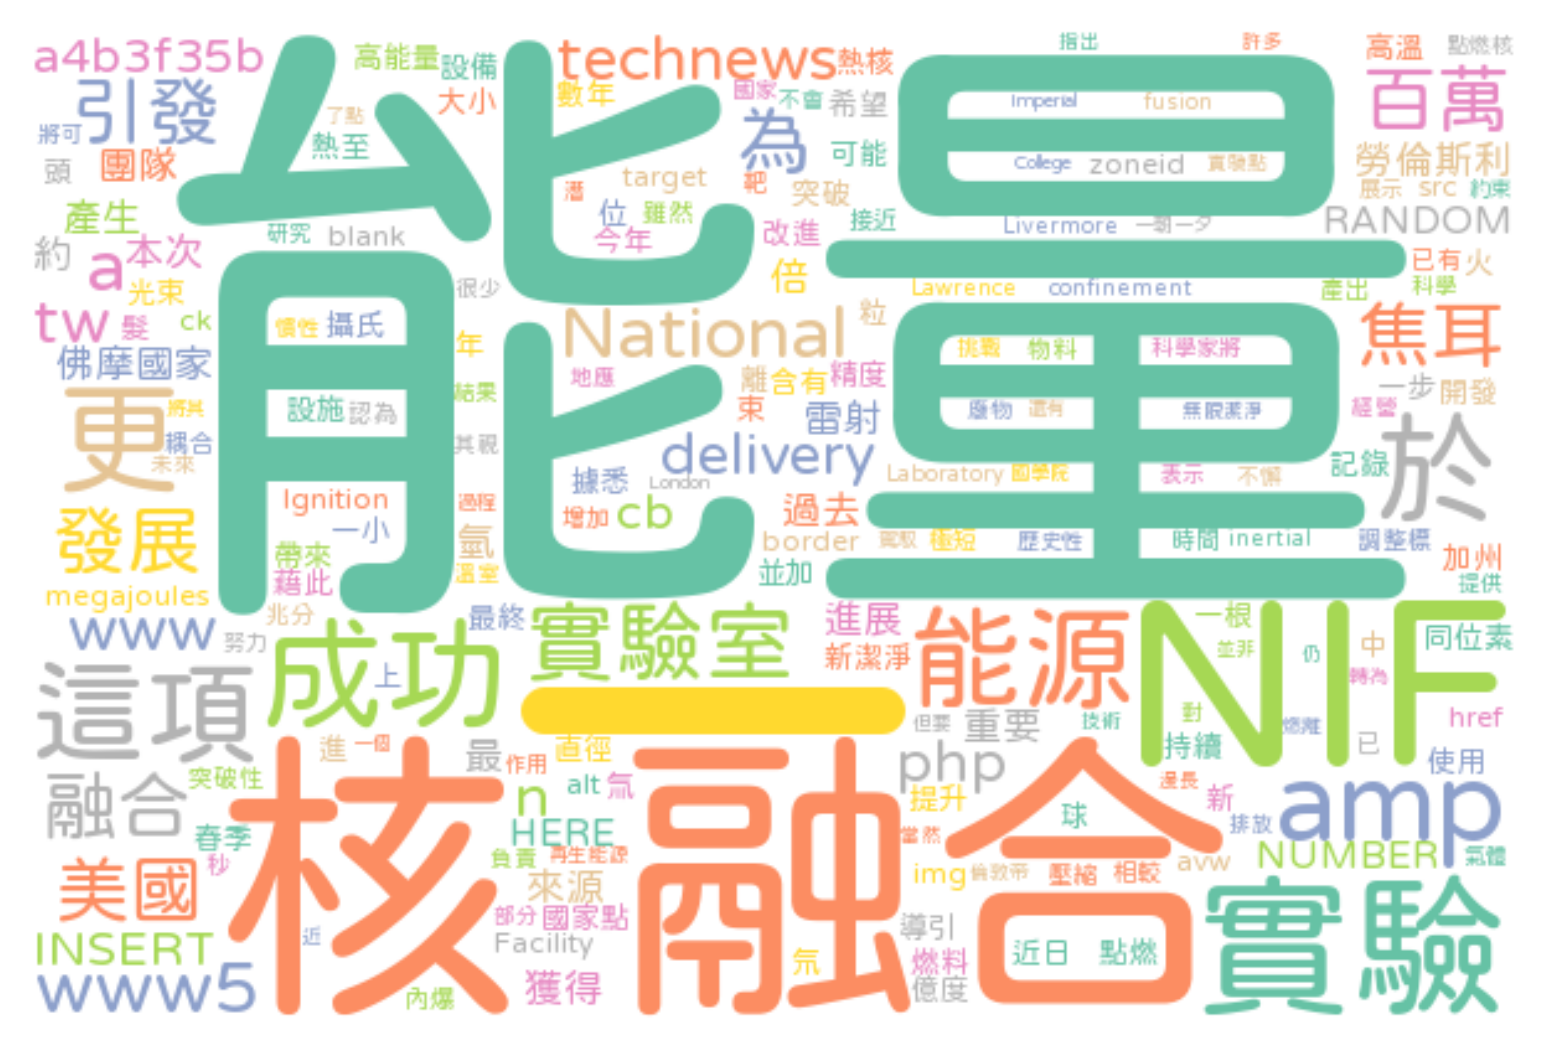 a4b3f35b
高能量
設備
technews
熱核
指出
許多
高溫
點燃核
引發
了點
大小
數年
國家
不會
希望
Imperial
fusion
百萬
將可
熱至
為
可能
College
zoneid
實驗點
勞倫斯利
頭
團隊
能量
target
靶
突破
展示
src
約束
產生
位
雖然
接近
Livermore
一朝一夕
RANDOM
研究
blank
今年
改進
約
a
本次
倍
已有
火
光束
很少
Lawrence
confinement
產出
科學
tw
髮
ck
慣性
攝氏
年
National
粒
挑戰
物料
科學家將
焦耳
佛摩國家
地應
離
含有
精度
一步
開發
更
將其
設施
認為
結果
束
雷射
廢物
還有
無限潔淨
經營
於
耦合
其視
delivery
未來
據悉
London
Laboratory
國學院
表示
不懈
記錄
Ignition
過程
發展
一小
增加
cb
過去
氫
border
駕馭
極短
歷史性
時間
inertial
調整標
帶來
加州
藉此
溫室
並加
提供
megajoules
兆分
最終
實驗室
進展
能源
NIF
一根
www
努力
成功
新潔淨
並非
仍
中
同位素
這項
上
一
轉為
但要
重要
技術
對
燃離
href
進
一個
最
作用
直徑
php
持續
已
使用
融合
突破性
核融合
n
alt
氚
提升
漫長
新
amp
春季
HERE
當然
球
排放
秒
負責
再生能源
NUMBER
氣體
美國
來源
img
倫敦帝
壓縮
相較
avw
實驗
部分
國家點
INSERT
近
Facility
導引
近日
點燃
氘
燃料
www5
內爆
獲得
億度